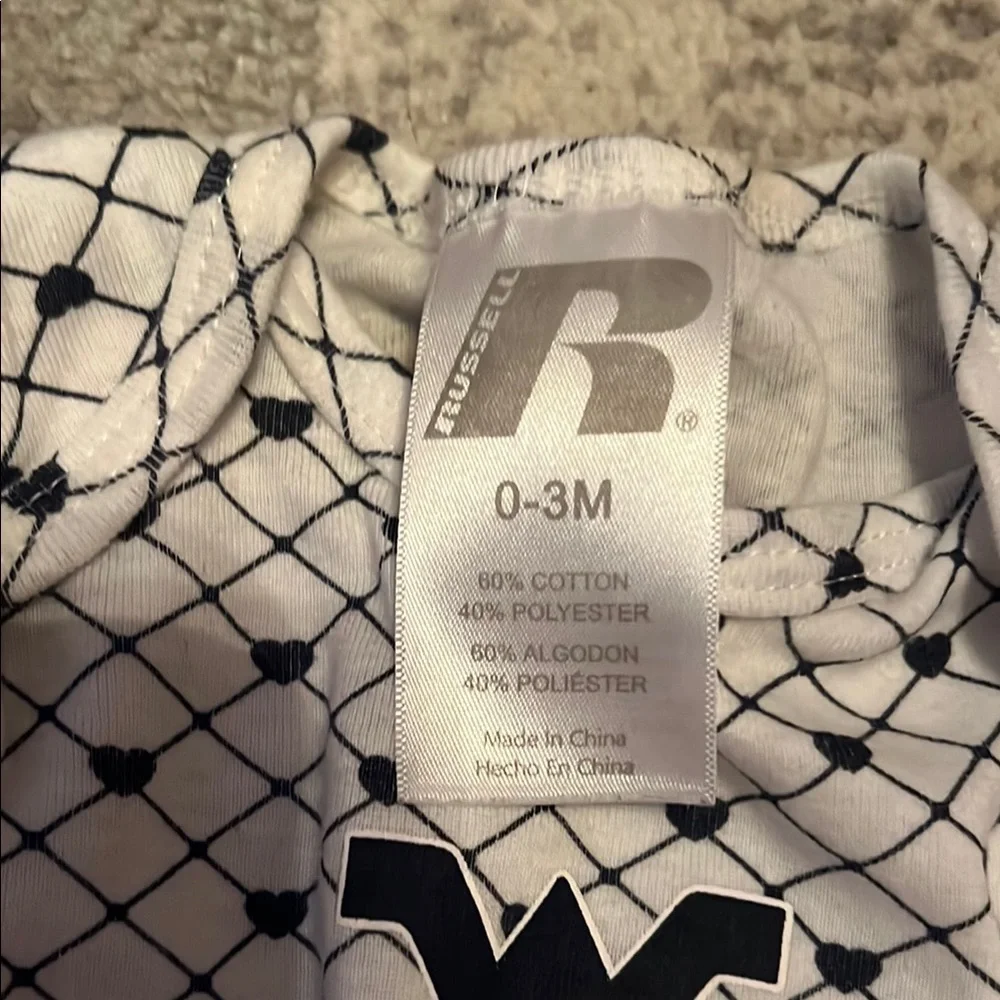 RUSSELL
R
®
0-3M
60% COTTON
40% POLYESTER
60% ALGODON
40% POLIÉSTER
Made In China
Hecho En China